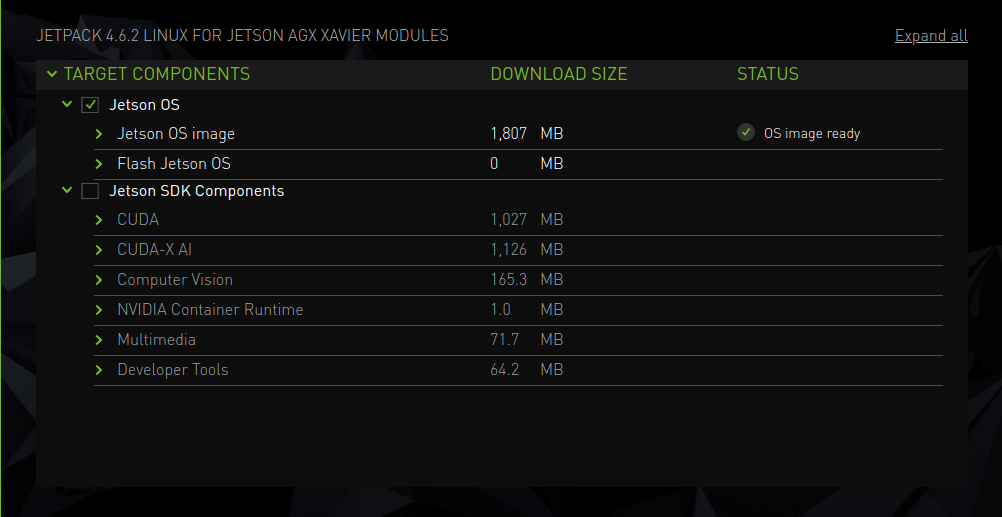 JETPACK 4.6.2 LINUX FOR JETSON AGX XAVIER MODULES Expand all
TARGET COMPONENTS DOWNLOAD SIZE STATUS
Jetson OS
Jetson OS image 1,807 MB OS image ready
Flash Jetson OS 0 MB
Jetson SDK Components
CUDA 1,027 MB
CUDA-X AI 1,126 MB
Computer Vision 165.3 MB
NVIDIA Container Runtime 1.0 MB
Multimedia 71.7 MB
Developer Tools 64.2 MB